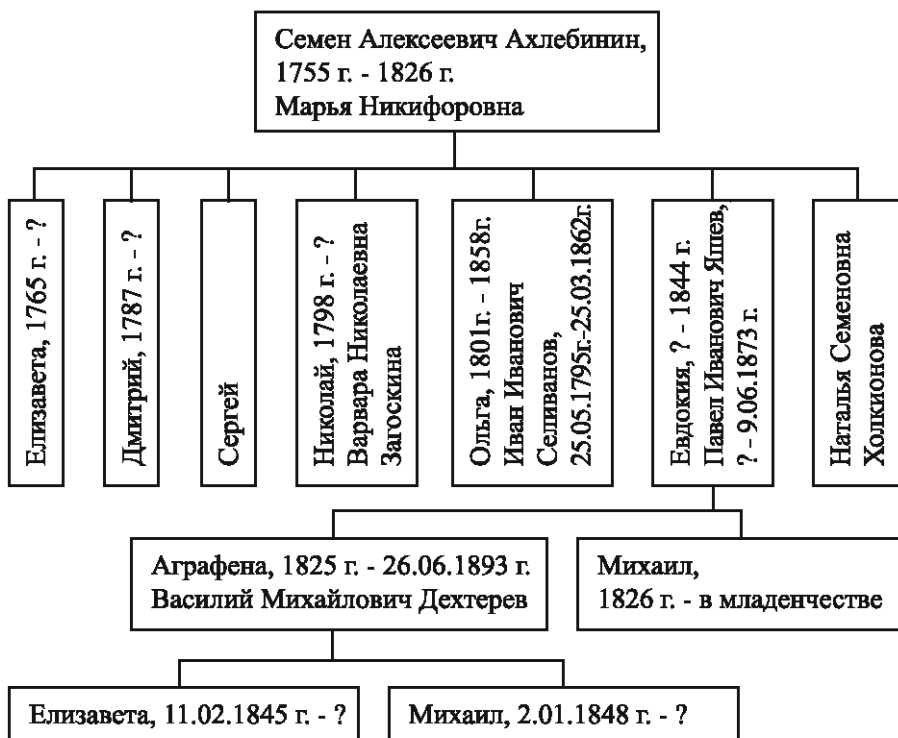 Семен Алексеевич Ахлебинин,
1755 г. - 1826 г.
Марья Никифоровна
Елизавета, 1765 г. - ?
Дмитрий, 1787 г. - ?
Сергей
Николай, 1798 г. - ?
Варвара Николаевна
Загоскина
Ольга, 1801г. - 1858г.
Иван Иванович
Селиванов,
25.05.1795г.-25.03.1862г.
Евдокия, ? - 1844 г.
Павел Иванович Яшев,
? - 9.06.1873 г.
Наталья Семеновна
Холкионова
Аграфена, 1825 г. - 26.06.1893 г.
Василий Михайлович Дехтерев
Михаил,
1826 г. - в младенчестве
Елизавета, 11.02.1845 г. - ?
Михаил, 2.01.1848 г. - ?